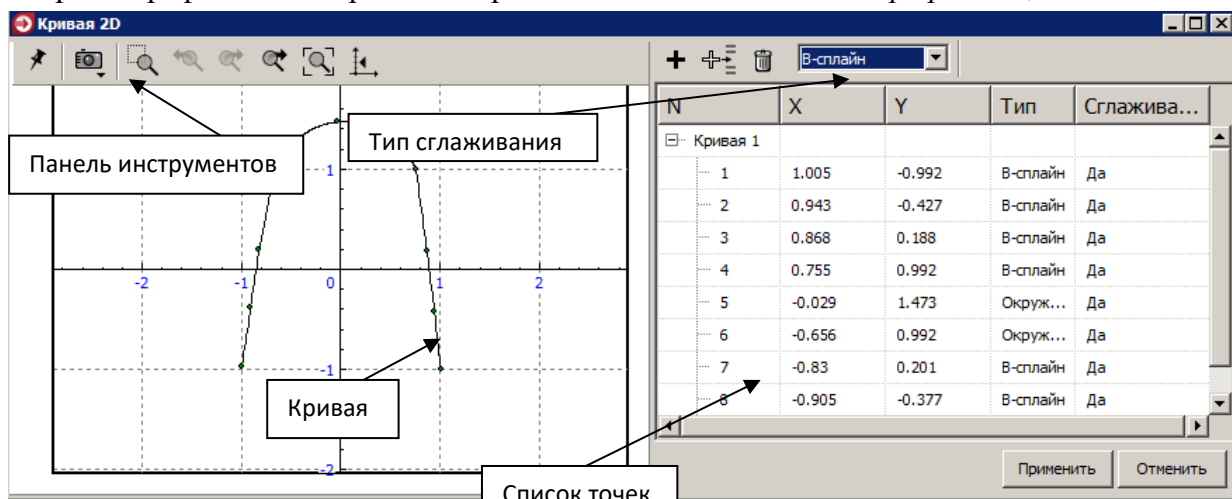 Кривая 2D
В-сплайн
N X Y Тип Сглажива...
Кривая 1
1 1.005 -0.992 В-сплайн Да
2 0.943 -0.427 В-сплайн Да
3 0.868 0.188 В-сплайн Да
4 0.755 0.992 В-сплайн Да
5 -0.029 1.473 Окруж... Да
6 -0.656 0.992 Окруж... Да
7 -0.83 0.201 В-сплайн Да
8 -0.905 -0.377 В-сплайн Да
Применить Отменить
Панель инструментов
Тип сглаживания
1
-2 -1 0 1 2
-1
-2
Кривая
Список точек